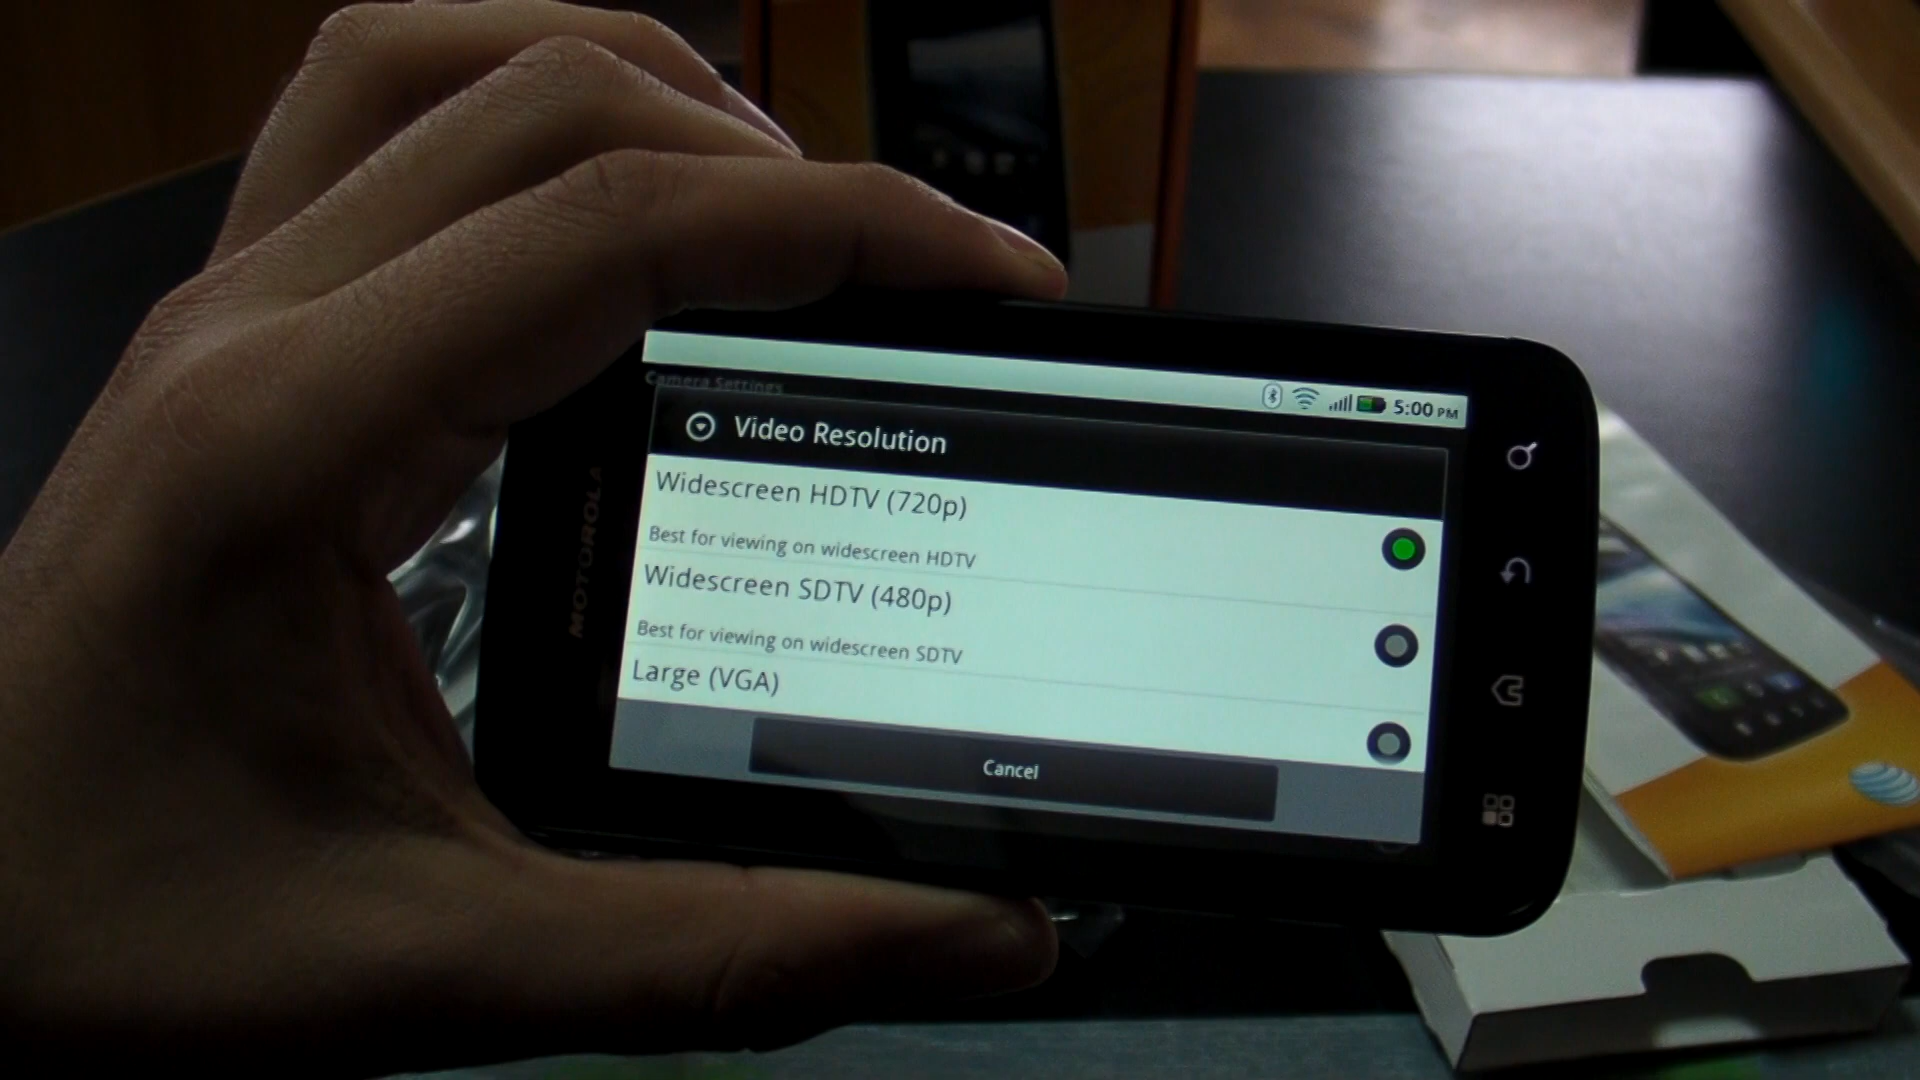 5:00 PM
Camera Settings
Video Resolution
Widescreen HDTV (720p)
Best for viewing on widescreen HDTV
Widescreen SDTV (480p)
Best for viewing on widescreen SDTV
Large (VGA)
Cancel
MOTOROLA